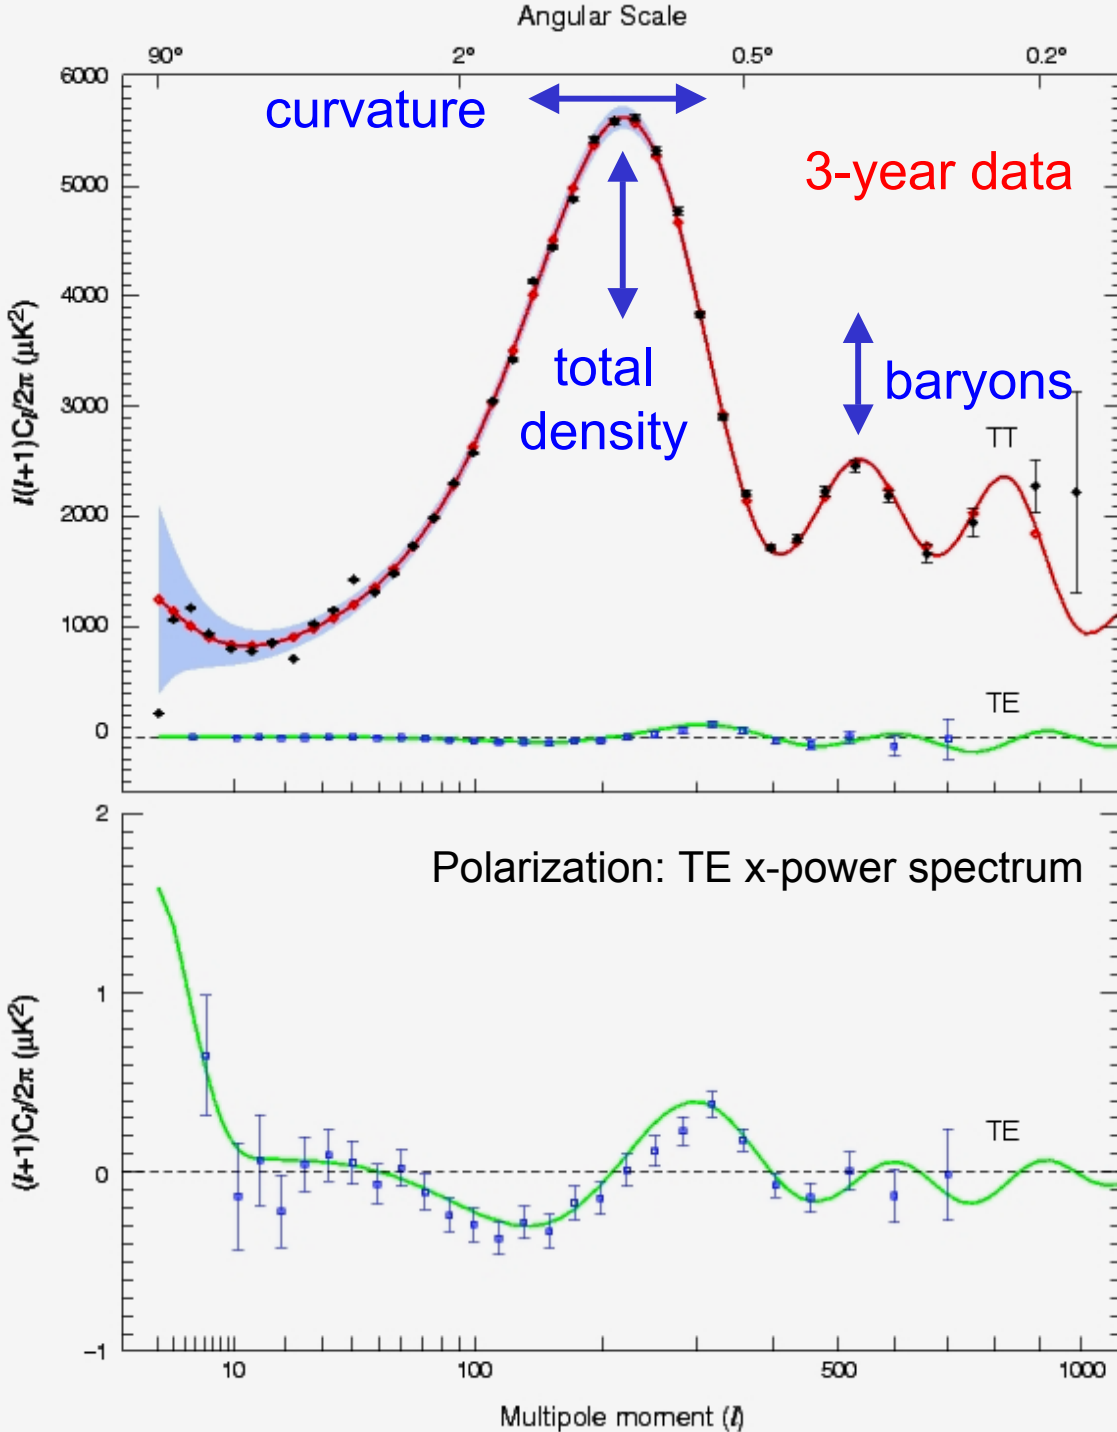 Angular Scale
90° 2° 0.5° 0.2°
6000
curvature
3-year data
5000
4000
total
density
baryons
3000
TT
2000
1000
TE
0
l(l+1)Cl/2π (μK²)
2
Polarization: TE x-power spectrum
1
TE
0
−1
(l+1)Cl/2π (μK²)
10 100 500 1000
Multipole moment (l)